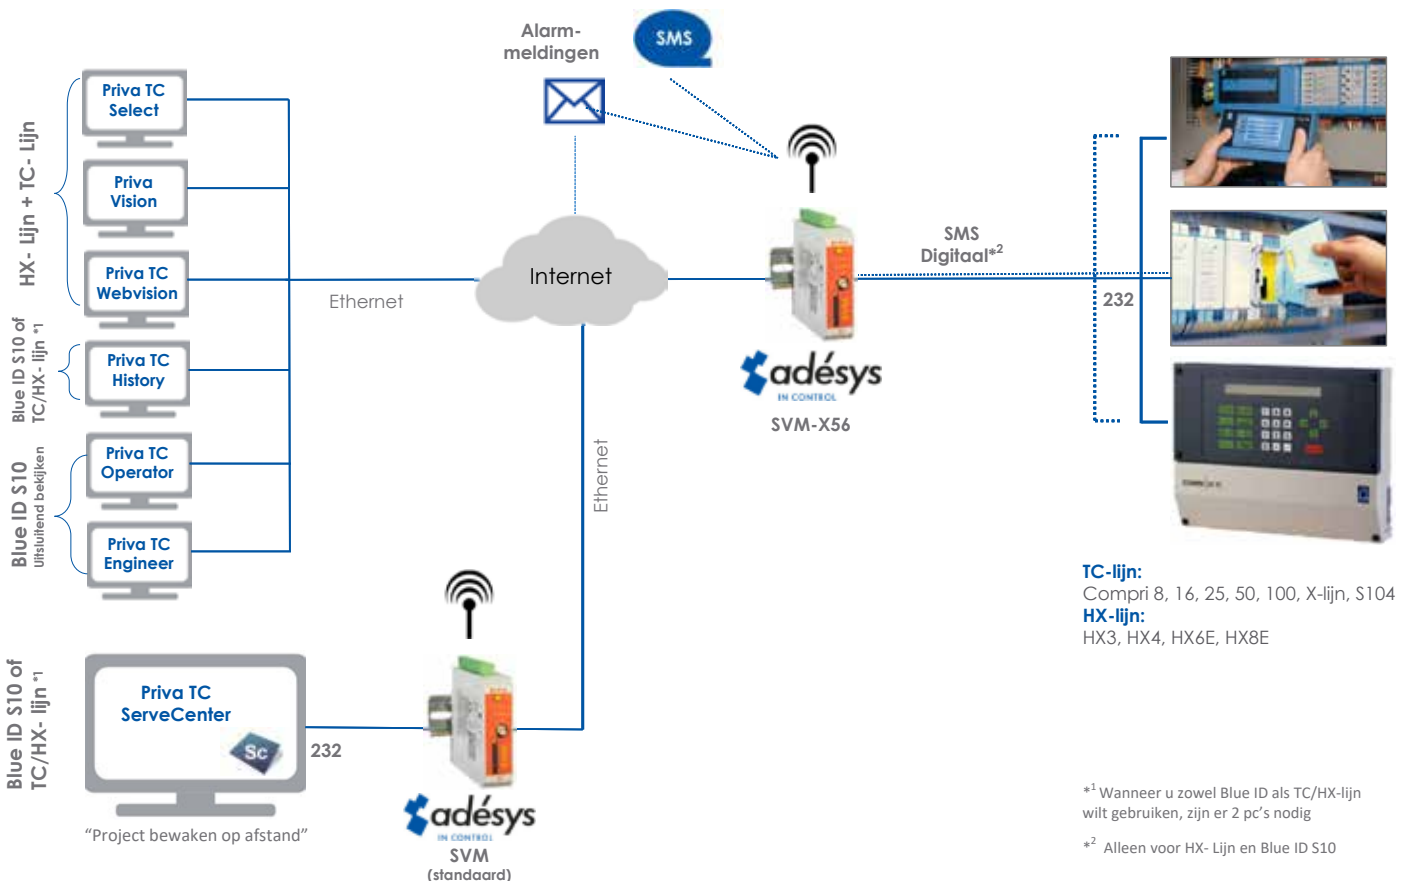 Alarm-
meldingen
SMS
HX- Lijn + TC- Lijn
Priva TC
Select
Priva
Vision
Priva TC
Webvision
Blue ID S10 of
TC/HX- lijn *1
Priva TC
History
Blue ID S10
Uitsluitend bekijken
Priva TC
Operator
Priva TC
Engineer
Ethernet
Internet
Ethernet
SMS
Digitaal*2
232
adésys
IN CONTROL
SVM-X56
TC-lijn:
Compri 8, 16, 25, 50, 100, X-lijn, S104
HX-lijn:
HX3, HX4, HX6E, HX8E
Blue ID S10 of
TC/HX- lijn *1
Priva TC
ServeCenter
Sc
232
"Project bewaken op afstand"
adésys
IN CONTROL
SVM
(standaard)
*1 Wanneer u zowel Blue ID als TC/HX-lijn
wilt gebruiken, zijn er 2 pc's nodig
*2 Alleen voor HX- Lijn en Blue ID S10